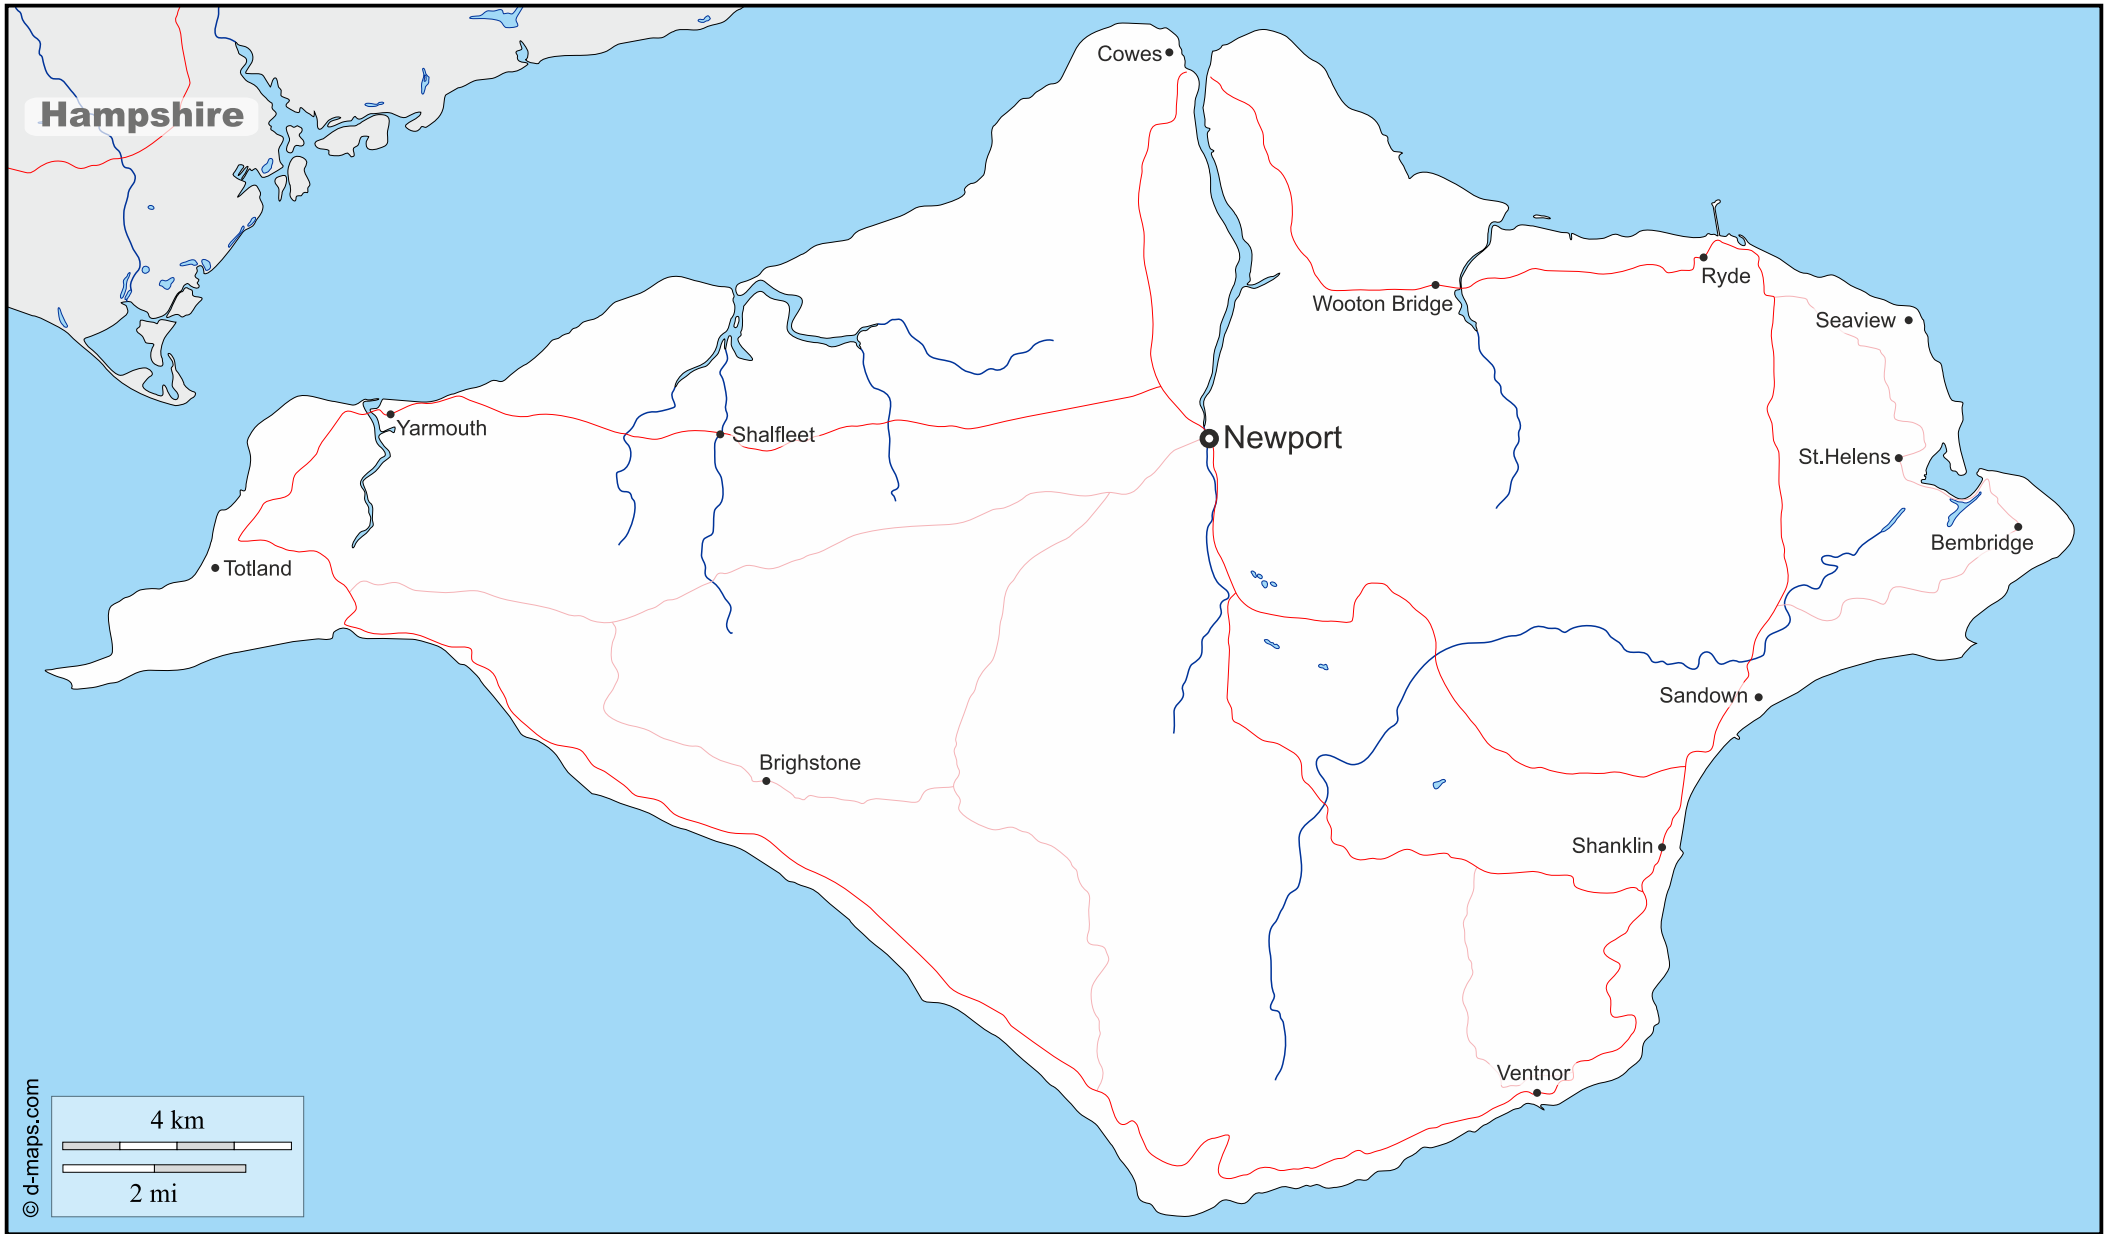 Cowes
Hampshire
Ryde
Wooton Bridge
Seaview
Yarmouth
Shalfleet
Newport
St.Helens
Bembridge
Totland
Sandown
Brighstone
Shanklin
Ventnor
4 km
2 mi
© d-maps.com